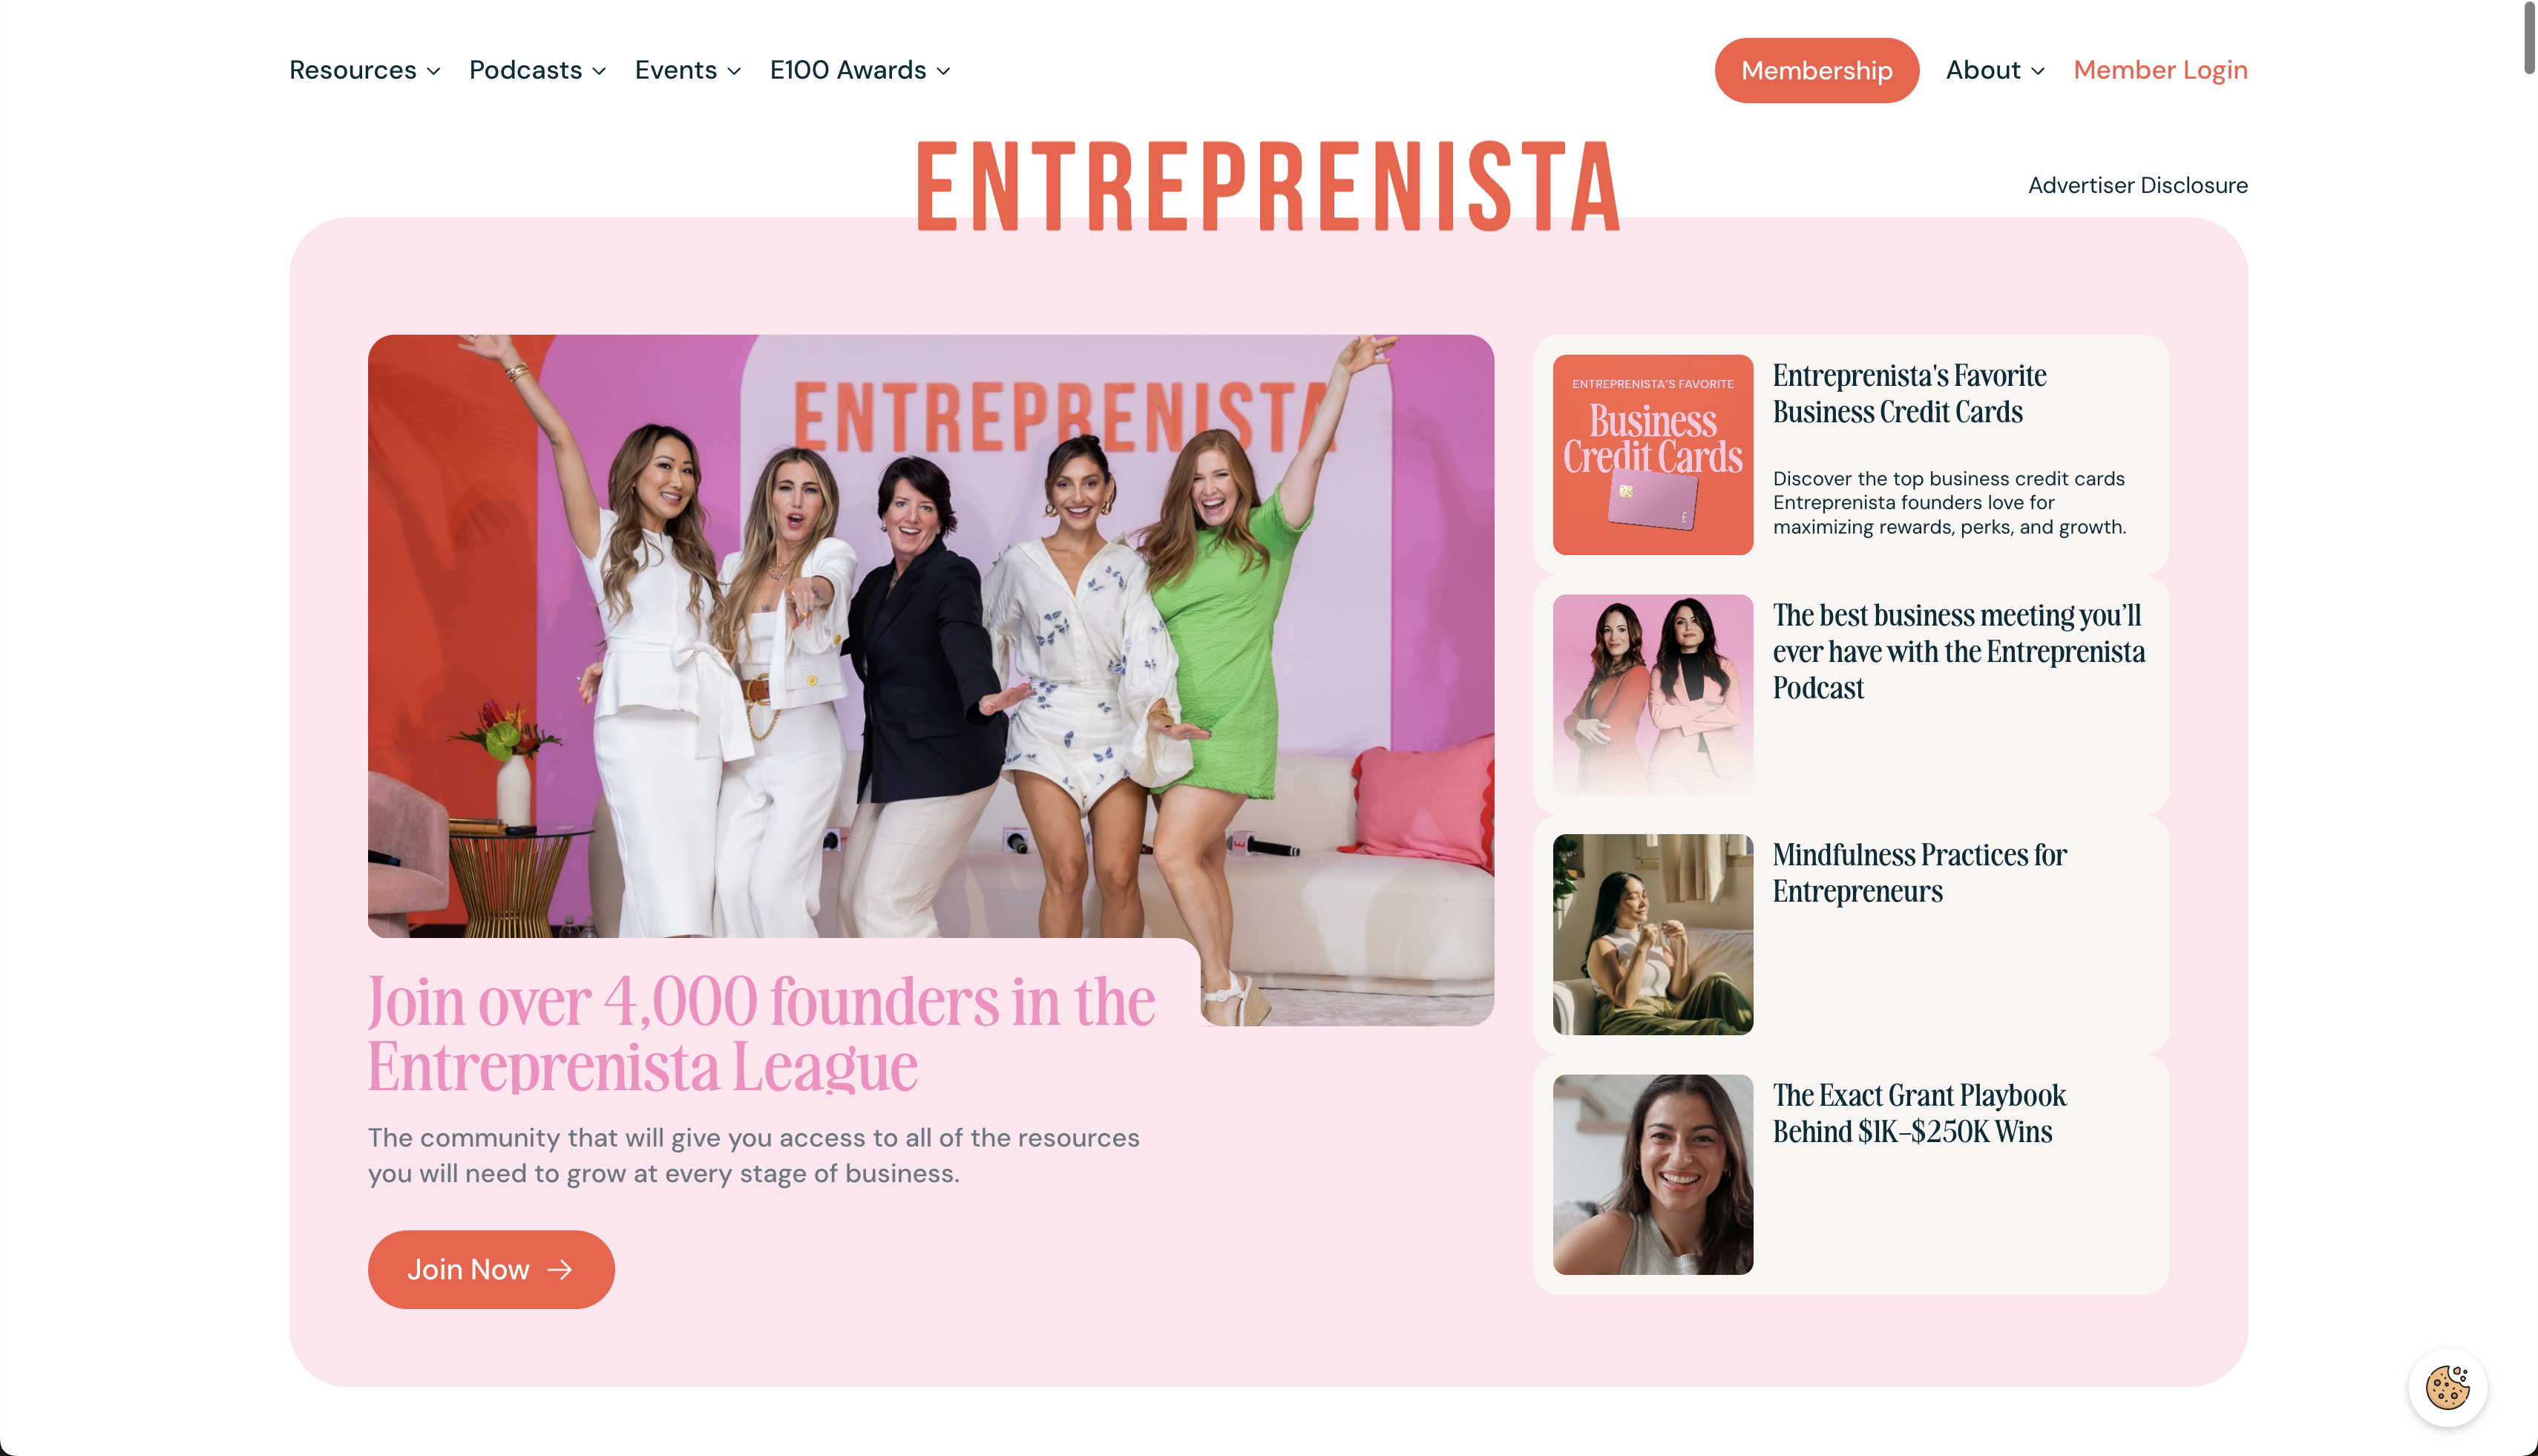 Resources
Podcasts
Events
E100 Awards
Membership
About
Member Login
ENTREPRENISTA
Advertiser Disclosure
ENTREPRENISTA
Join over 4,000 founders in the
Entreprenista League
The community that will give you access to all of the resources
you will need to grow at every stage of business.
Join Now
ENTREPRENISTA'S FAVORITE
Business
Credit Cards
E
Entreprenista's Favorite
Business Credit Cards
Discover the top business credit cards
Entreprenista founders love for
maximizing rewards, perks, and growth.
The best business meeting you’ll
ever have with the Entreprenista
Podcast
Mindfulness Practices for
Entrepreneurs
The Exact Grant Playbook
Behind $1K–$250K Wins